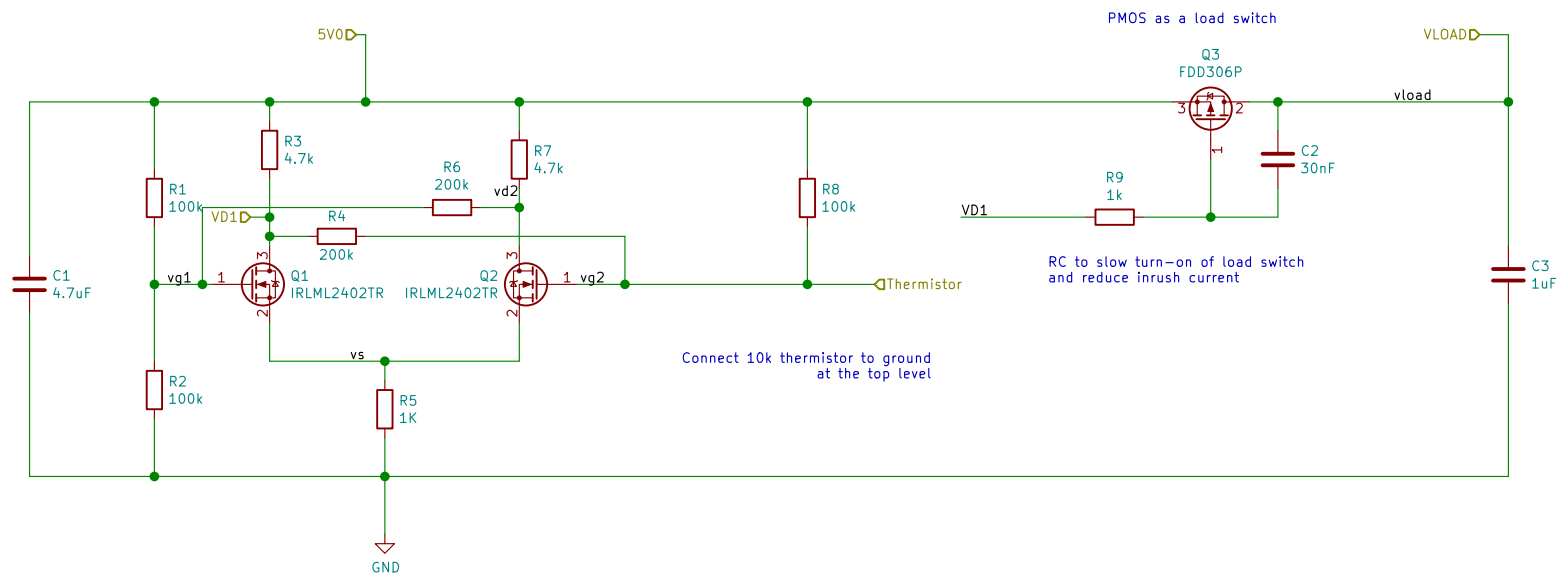 PMOS as a load switch
5V0
VLOAD
Q3
FDD306P
vload
3
2
1
R3
4.7k
R7
4.7k
C2
30nF
R6
200k
vd2
R1
100k
R8
100k
R9
1k
VD1
R4
200k
VD1
3
3
RC to slow turn-on of load switch
and reduce inrush current
C1
4.7uF
vg1
1
Q1
IRLML2402TR
Q2
IRLML2402TR
1
vg2
Thermistor
C3
1uF
2
2
vs
Connect 10k thermistor to ground
at the top level
R2
100k
R5
1K
GND